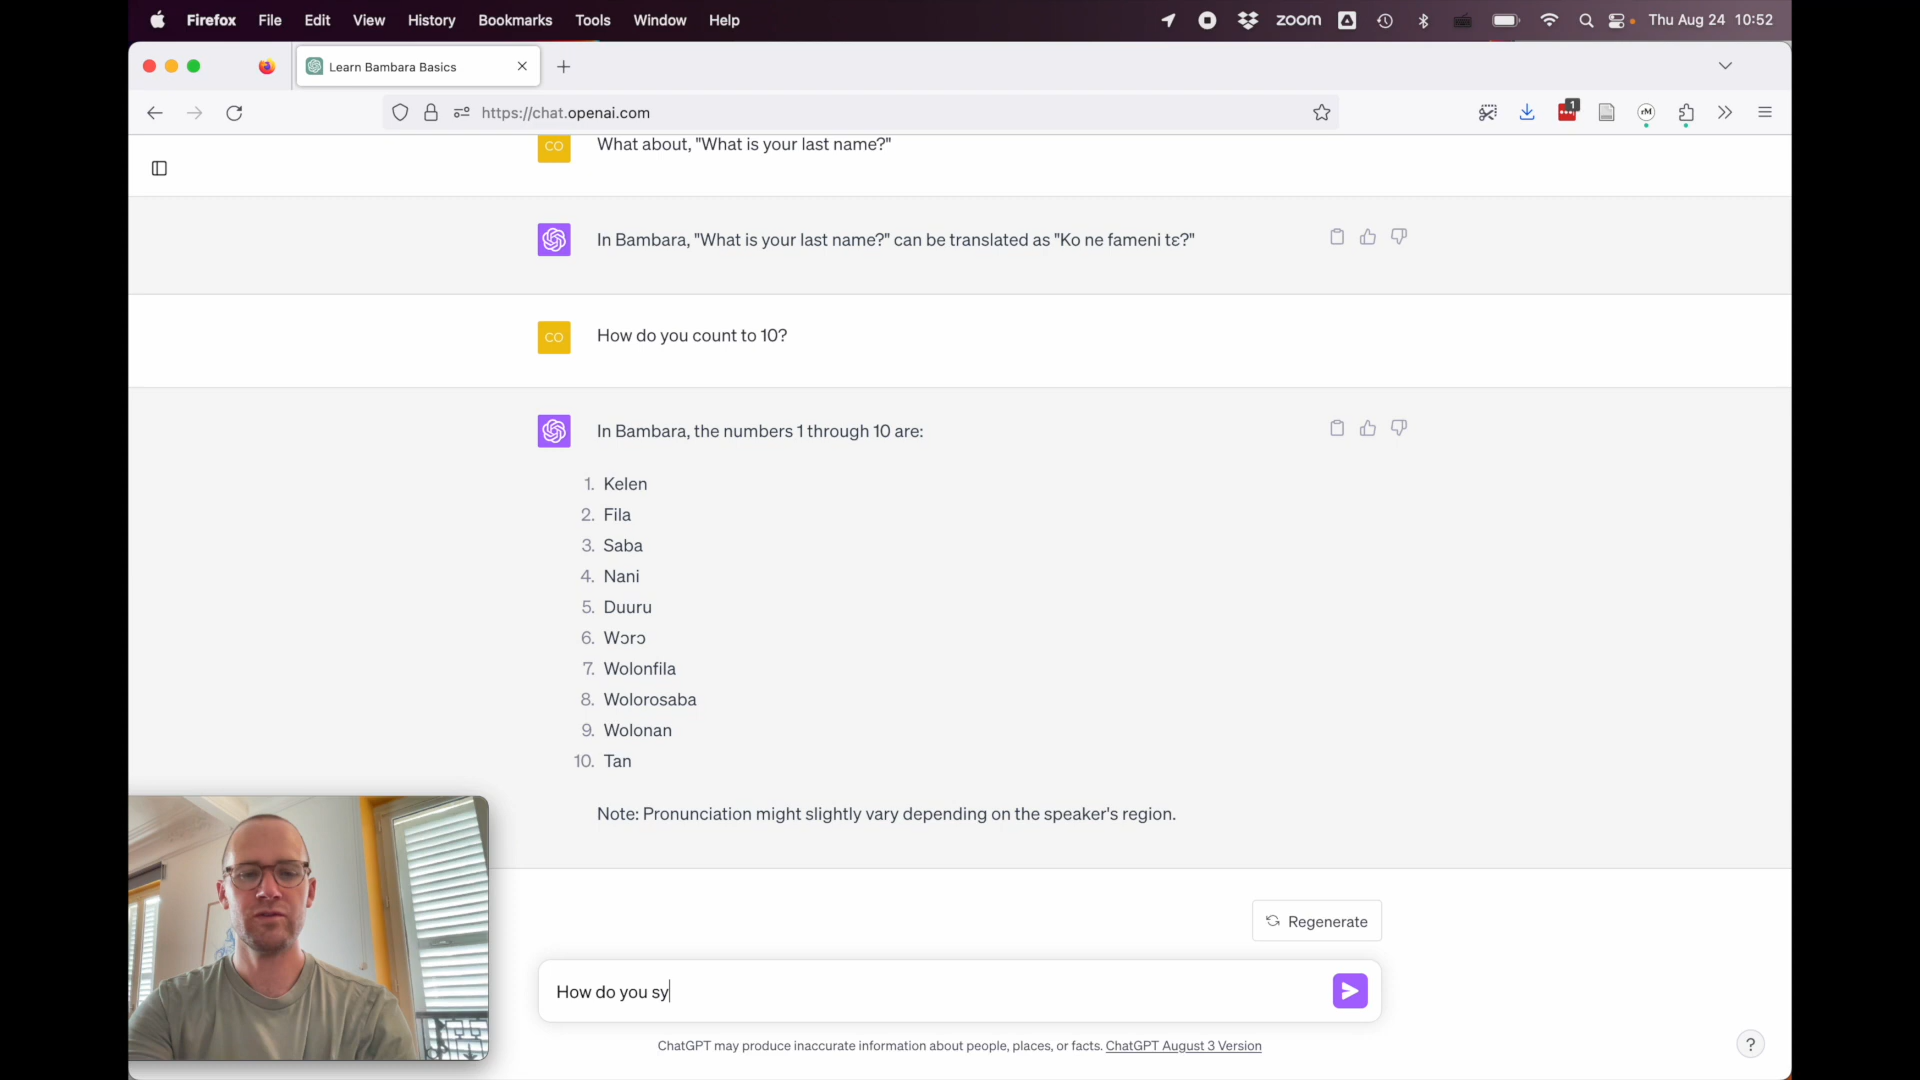 Firefox File Edit View History Bookmarks Tools Window Help zoom Thu Aug 24 10:52
Learn Bambara Basics
https://chat.openai.com
1
rM
CO What about, "What is your last name?"
In Bambara, "What is your last name?" can be translated as "Ko ne fameni tɛ?"
CO How do you count to 10?
In Bambara, the numbers 1 through 10 are:
1. Kelen
2. Fila
3. Saba
4. Nani
5. Duuru
6. Wɔrɔ
7. Wolonfila
8. Wolorosaba
9. Wolonan
10. Tan
Note: Pronunciation might slightly vary depending on the speaker's region.
Regenerate
How do you sy
ChatGPT may produce inaccurate information about people, places, or facts. ChatGPT August 3 Version
?